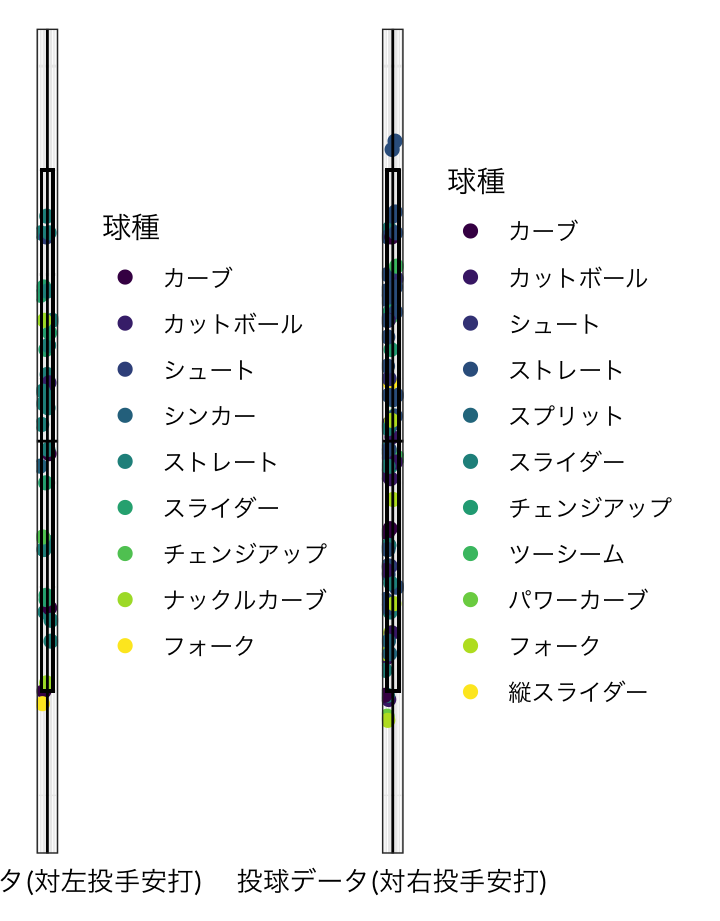 球種
カーブ
カットボール
シュート
シンカー
ストレート
スライダー
チェンジアップ
ナックルカーブ
フォーク
タ(対左投手安打)
球種
カーブ
カットボール
シュート
ストレート
スプリット
スライダー
チェンジアップ
ツーシーム
パワーカーブ
フォーク
縦スライダー
投球データ(対右投手安打)